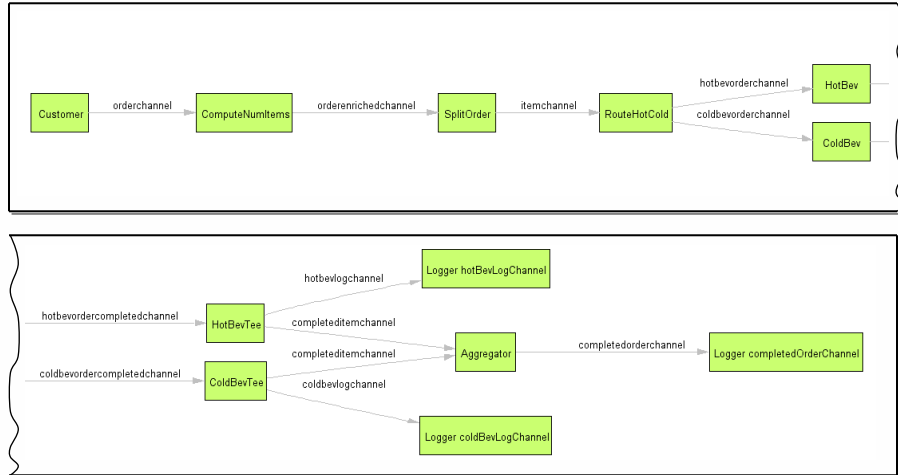 hotbevorderchannel
HotBev
orderchannel
orderenrichedchannel
itemchannel
Customer
ComputeNumItems
SplitOrder
RouteHotCold
coldbevorderchannel
ColdBev
Logger hotBevLogChannel
hotbevlogchannel
hotbevordercompletedchannel
HotBevTee
completeditemchannel
completedorderchannel
Aggregator
Logger completedOrderChannel
completeditemchannel
coldbevordercompletedchannel
ColdBevTee
coldbevlogchannel
Logger coldBevLogChannel